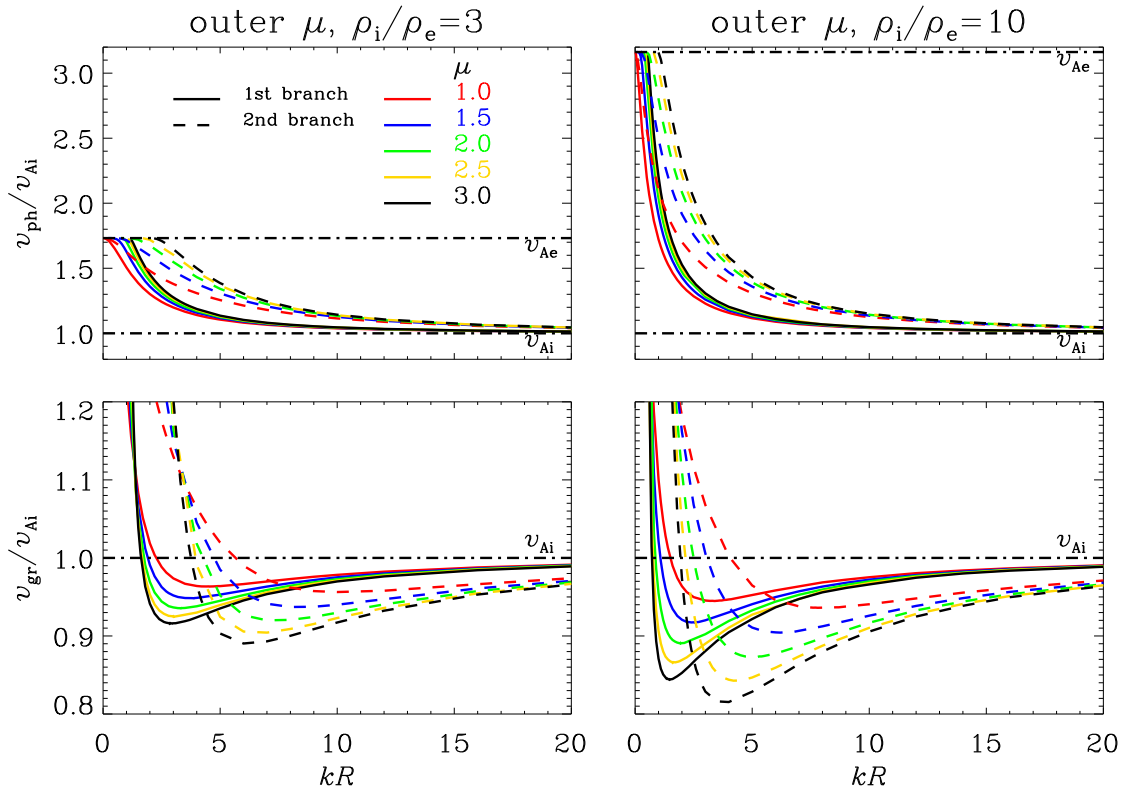 outer μ, ρi/ρe=3
outer μ, ρi/ρe=10
μ
1st branch
2nd branch
1.0
1.5
2.0
2.5
3.0
vph/vAi
3.0
2.5
2.0
1.5
1.0
vAe
vAi
vAe
vAi
vgr/vAi
1.2
1.1
1.0
0.9
0.8
vAi
vAi
0 5 10 15 20
0 5 10 15 20
kR
kR